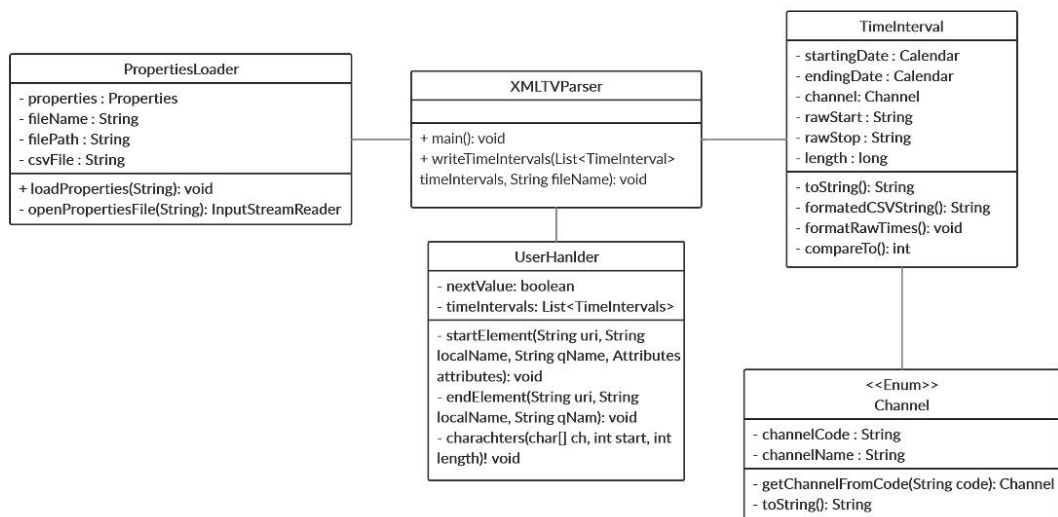 PropertiesLoader
- properties : Properties
- fileName : String
- filePath : String
- csvFile : String
+ loadProperties(String): void
- openPropertiesFile(String): InputStreamReader
XMLTVParser
+ main(): void
+ writeTimeIntervals(List<TimeInterval>
timeIntervals, String fileName): void
TimeInterval
- startingDate : Calendar
- endingDate : Calendar
- channel: Channel
- rawStart : String
- rawStop : String
- length : long
- toString(): String
- formatedCSVString(): String
- formatRawTimes(): void
- compareTo(): int
UserHanlder
- nextValue: boolean
- timeIntervals: List<TimeIntervals>
- startElement(String uri, String
localName, String qName, Attributes
attributes): void
- endElement(String uri, String
localName, String qNam): void
- charachters(char[] ch, int start, int
length)! void
<<Enum>>
Channel
- channelCode : String
- channelName : String
- getChannelFromCode(String code): Channel
- toString(): String